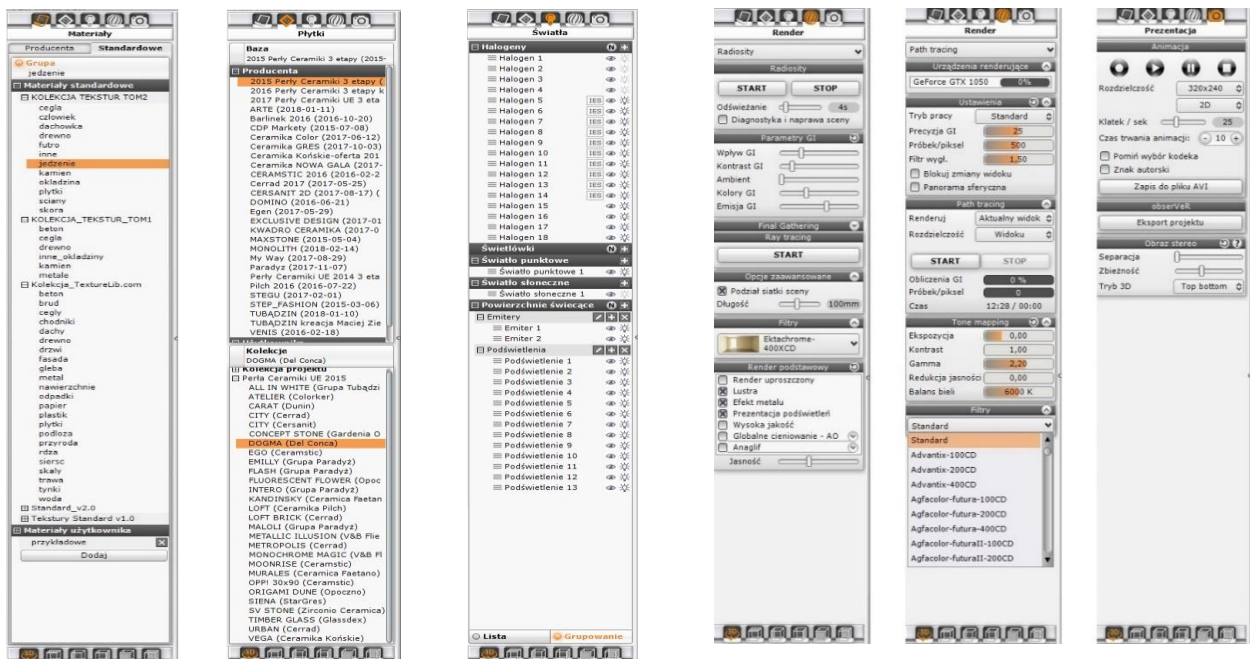 Materiały
Producenta Standardowe
Grupa
jedzenie
Materiały standardowe
KOLEKCJA TEKSTUR TOM2
cegla
czlowiek
dachowka
drewno
futro
inne
jedzenie
kamien
okladzina
plytki
sciany
skora
KOLEKCJA_TEKSTUR_TOM1
beton
cegla
drewno
inne_okladziny
kamien
metale
Kolekcja_TextureLib.com
beton
brud
cegly
chodniki
dachy
drewno
drzwi
fasada
gleba
metal
nawierzchnie
odpadki
papier
plastik
plytki
podloza
przyroda
rdza
siersc
skaly
trawa
tynki
woda
Standard_v2.0
Tekstury Standard v1.0
Materiały użytkownika
przykładowe
Dodaj
Płytki
Baza
2015 Perły Ceramiki 3 etapy (2015-
Producenta
2015 Perły Ceramiki 3 etapy (
2016 Perły Ceramiki 3 etapy k
2017 Perły Ceramiki UE 3 eta
ARTE (2018-01-11)
Barlinek 2016 (2016-10-20)
CDP Markety (2015-07-08)
Ceramika Color (2017-06-12)
Ceramika GRES (2017-10-03)
Ceramika Końskie-oferta 201
Ceramika NOWA GALA (2017-
CERAMSTIC 2016 (2016-02-2
Cerrad 2017 (2017-05-25)
CERSANIT 2D (2017-08-17) (
DOMINO (2016-06-21)
Egen (2017-05-29)
EXCLUSIVE DESIGN (2017-01
KWADRO CERAMIKA (2017-0
MAXSTONE (2015-05-04)
MONOLITH (2018-02-14)
My Way (2017-08-29)
Paradyz (2017-11-07)
Perły Ceramiki UE 2014 3 eta
Pilch 2016 (2016-07-22)
STEGU (2017-02-01)
STEP_FASHION (2015-03-06)
TUBĄDZIN (2018-01-10)
TUBĄDZIN kreacja Maciej Zie
VENIS (2016-02-18)
Użytkownika
Kolekcje
DOGMA (Del Conca)
Kolekcja projektu
Perła Ceramiki UE 2015
ALL IN WHITE (Grupa Tubądzi
ATELIER (Colorker)
CARAT (Dunin)
CITY (Cerrad)
CITY (Cersanit)
CONCEPT STONE (Gardenia O
DOGMA (Del Conca)
EGO (Ceramstic)
EMILLY (Grupa Paradyż)
FLASH (Grupa Paradyż)
FLUORESCENT FLOWER (Opoc
INTERO (Grupa Paradyż)
KANDINSKY (Ceramica Faetan
LOFT (Ceramika Pilch)
LOFT BRICK (Cerrad)
MALOLI (Grupa Paradyż)
METALLIC ILLUSION (V&B Flie
METROPOLIS (Cerrad)
MONOCHROME MAGIC (V&B Fl
MOONRISE (Ceramstic)
MURALES (Ceramica Faetano)
OPP! 30x90 (Ceramstic)
ORIGAMI DUNE (Opoczno)
SIENA (StarGres)
SV STONE (Zirconio Ceramica)
TIMBER GLASS (Glassdex)
URBAN (Cerrad)
VEGA (Ceramika Końskie)
Światła
Halogeny
Halogen 1
Halogen 2
Halogen 3
Halogen 4
Halogen 5 IES
Halogen 6 IES
Halogen 7 IES
Halogen 8 IES
Halogen 9 IES
Halogen 10 IES
Halogen 11 IES
Halogen 12 IES
Halogen 13 IES
Halogen 14 IES
Halogen 15
Halogen 16
Halogen 17
Halogen 18
Świetlówki
Światło punktowe
Światło punktowe 1
Światło słoneczne
Światło słoneczne 1
Powierzchnie świecące
Emitery
Emiter 1
Emiter 2
Podświetlenia
Podświetlenie 1
Podświetlenie 2
Podświetlenie 3
Podświetlenie 4
Podświetlenie 5
Podświetlenie 6
Podświetlenie 7
Podświetlenie 8
Podświetlenie 9
Podświetlenie 10
Podświetlenie 11
Podświetlenie 12
Podświetlenie 13
Lista Grupowanie
Render
Radiosity
Radiosity
START STOP
Odświeżanie 4s
Diagnostyka i naprawa sceny
Parametry GI
Wpływ GI
Kontrast GI
Ambient
Kolory GI
Emisja GI
Final Gathering
Ray tracing
START
Opcje zaawansowane
Podział siatki sceny
Długość 100mm
Filtry
Ektachrome-
400XCD
Render podstawowy
Render uproszczony
Lustra
Efekt metalu
Prezentacja podświetleń
Wysoka jakość
Globalne cieniowanie - AO
Anaglif
Jasność
Render
Path tracing
Urządzenia renderujące
GeForce GTX 1050 0%
Ustawienia
Tryb pracy Standard
Precyzja GI 25
Próbek/piksel 500
Filtr wygł. 1,50
Blokuj zmiany widoku
Panorama sferyczna
Path tracing
Renderuj Aktualny widok
Rozdzielczość Widoku
START STOP
Obliczenia GI 0 %
Próbek/piksel 0
Czas 12:28 / 00:00
Tone mapping
Ekspozycja 0,00
Kontrast 1,00
Gamma 2,20
Redukcja jasności 0,00
Balans bieli 6000 K
Filtry
Standard
Standard
Advantix-100CD
Advantix-200CD
Advantix-400CD
Agfacolor-futura-100CD
Agfacolor-futura-200CD
Agfacolor-futura-400CD
Agfacolor-futuraII-100CD
Agfacolor-futuraII-200CD
Prezentacja
Animacja
Rozdzielczość 320x240
2D
Klatek / sek 25
Czas trwania animacji: - 10 +
Pomiń wybór kodeka
Znak autorski
Zapis do pliku AVI
obserVeR
Eksport projektu
Obraz stereo
Separacja
Zbieżność
Tryb 3D Top bottom